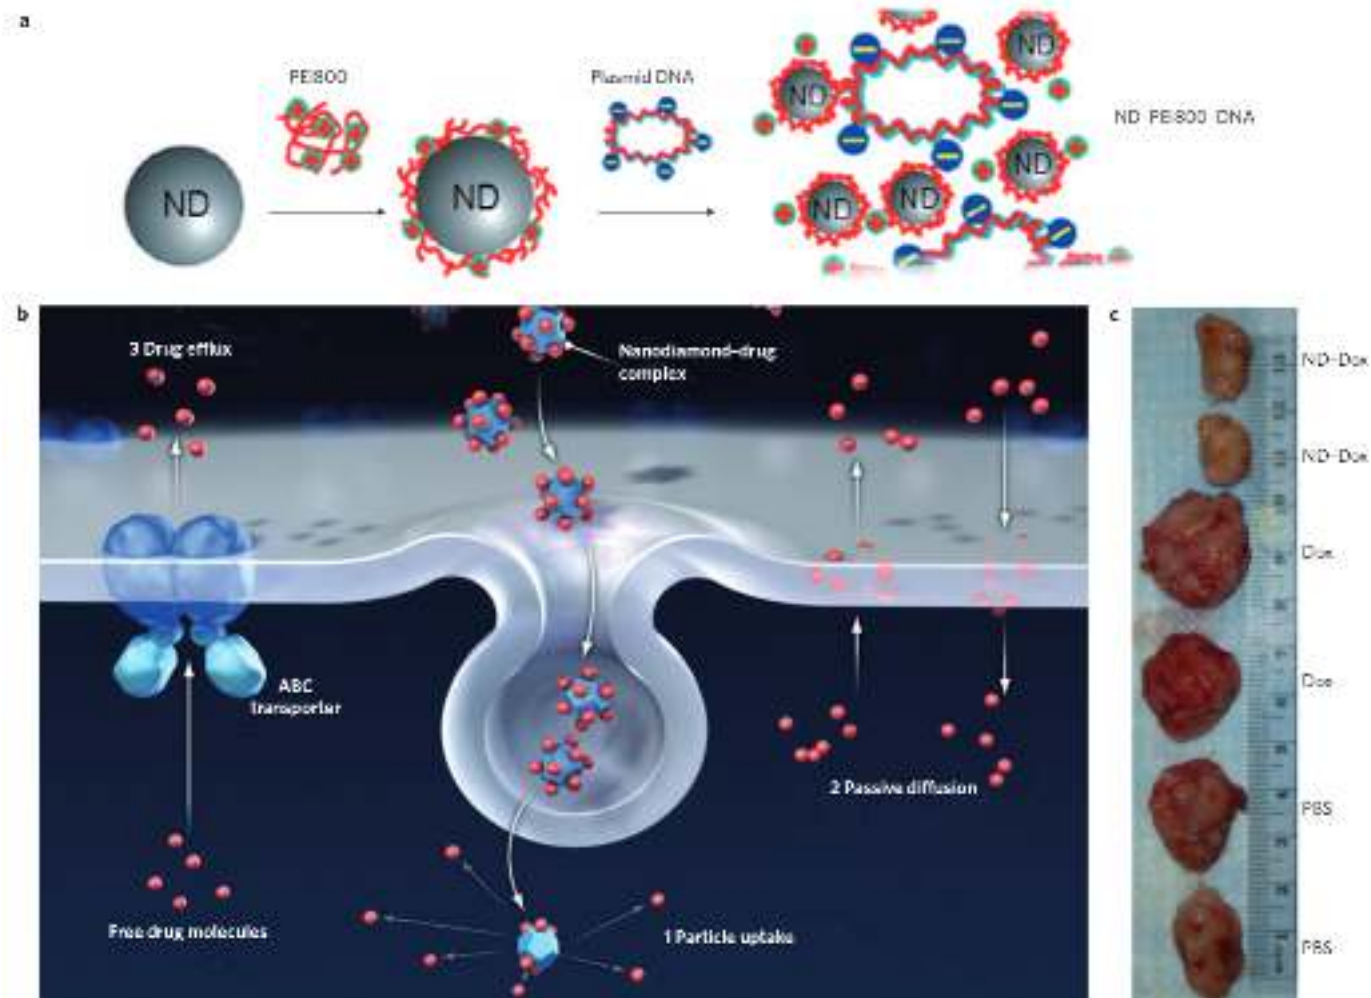 a
PEI800
Plasmid DNA
ND
ND
ND
ND
ND
ND
ND
ND PEI800 DNA
b
3 Drug efflux
Nanodiamond–drug
complex
ABC
transporter
2 Passive diffusion
Free drug molecules
1 Particle uptake
c
ND–Dox
ND–Dox
Dox
Dox
PBS
PBS